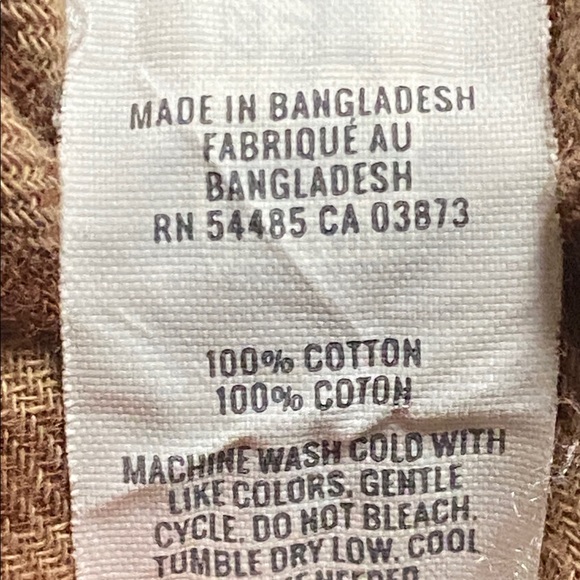 MADE IN BANGLADESH
FABRIQUÉ AU
BANGLADESH
RN 54485 CA 03873
100% COTTON
100% COTON
MACHINE WASH COLD WITH
LIKE COLORS. GENTLE
CYCLE. DO NOT BLEACH.
TUMBLE DRY LOW. COOL
NEEDED